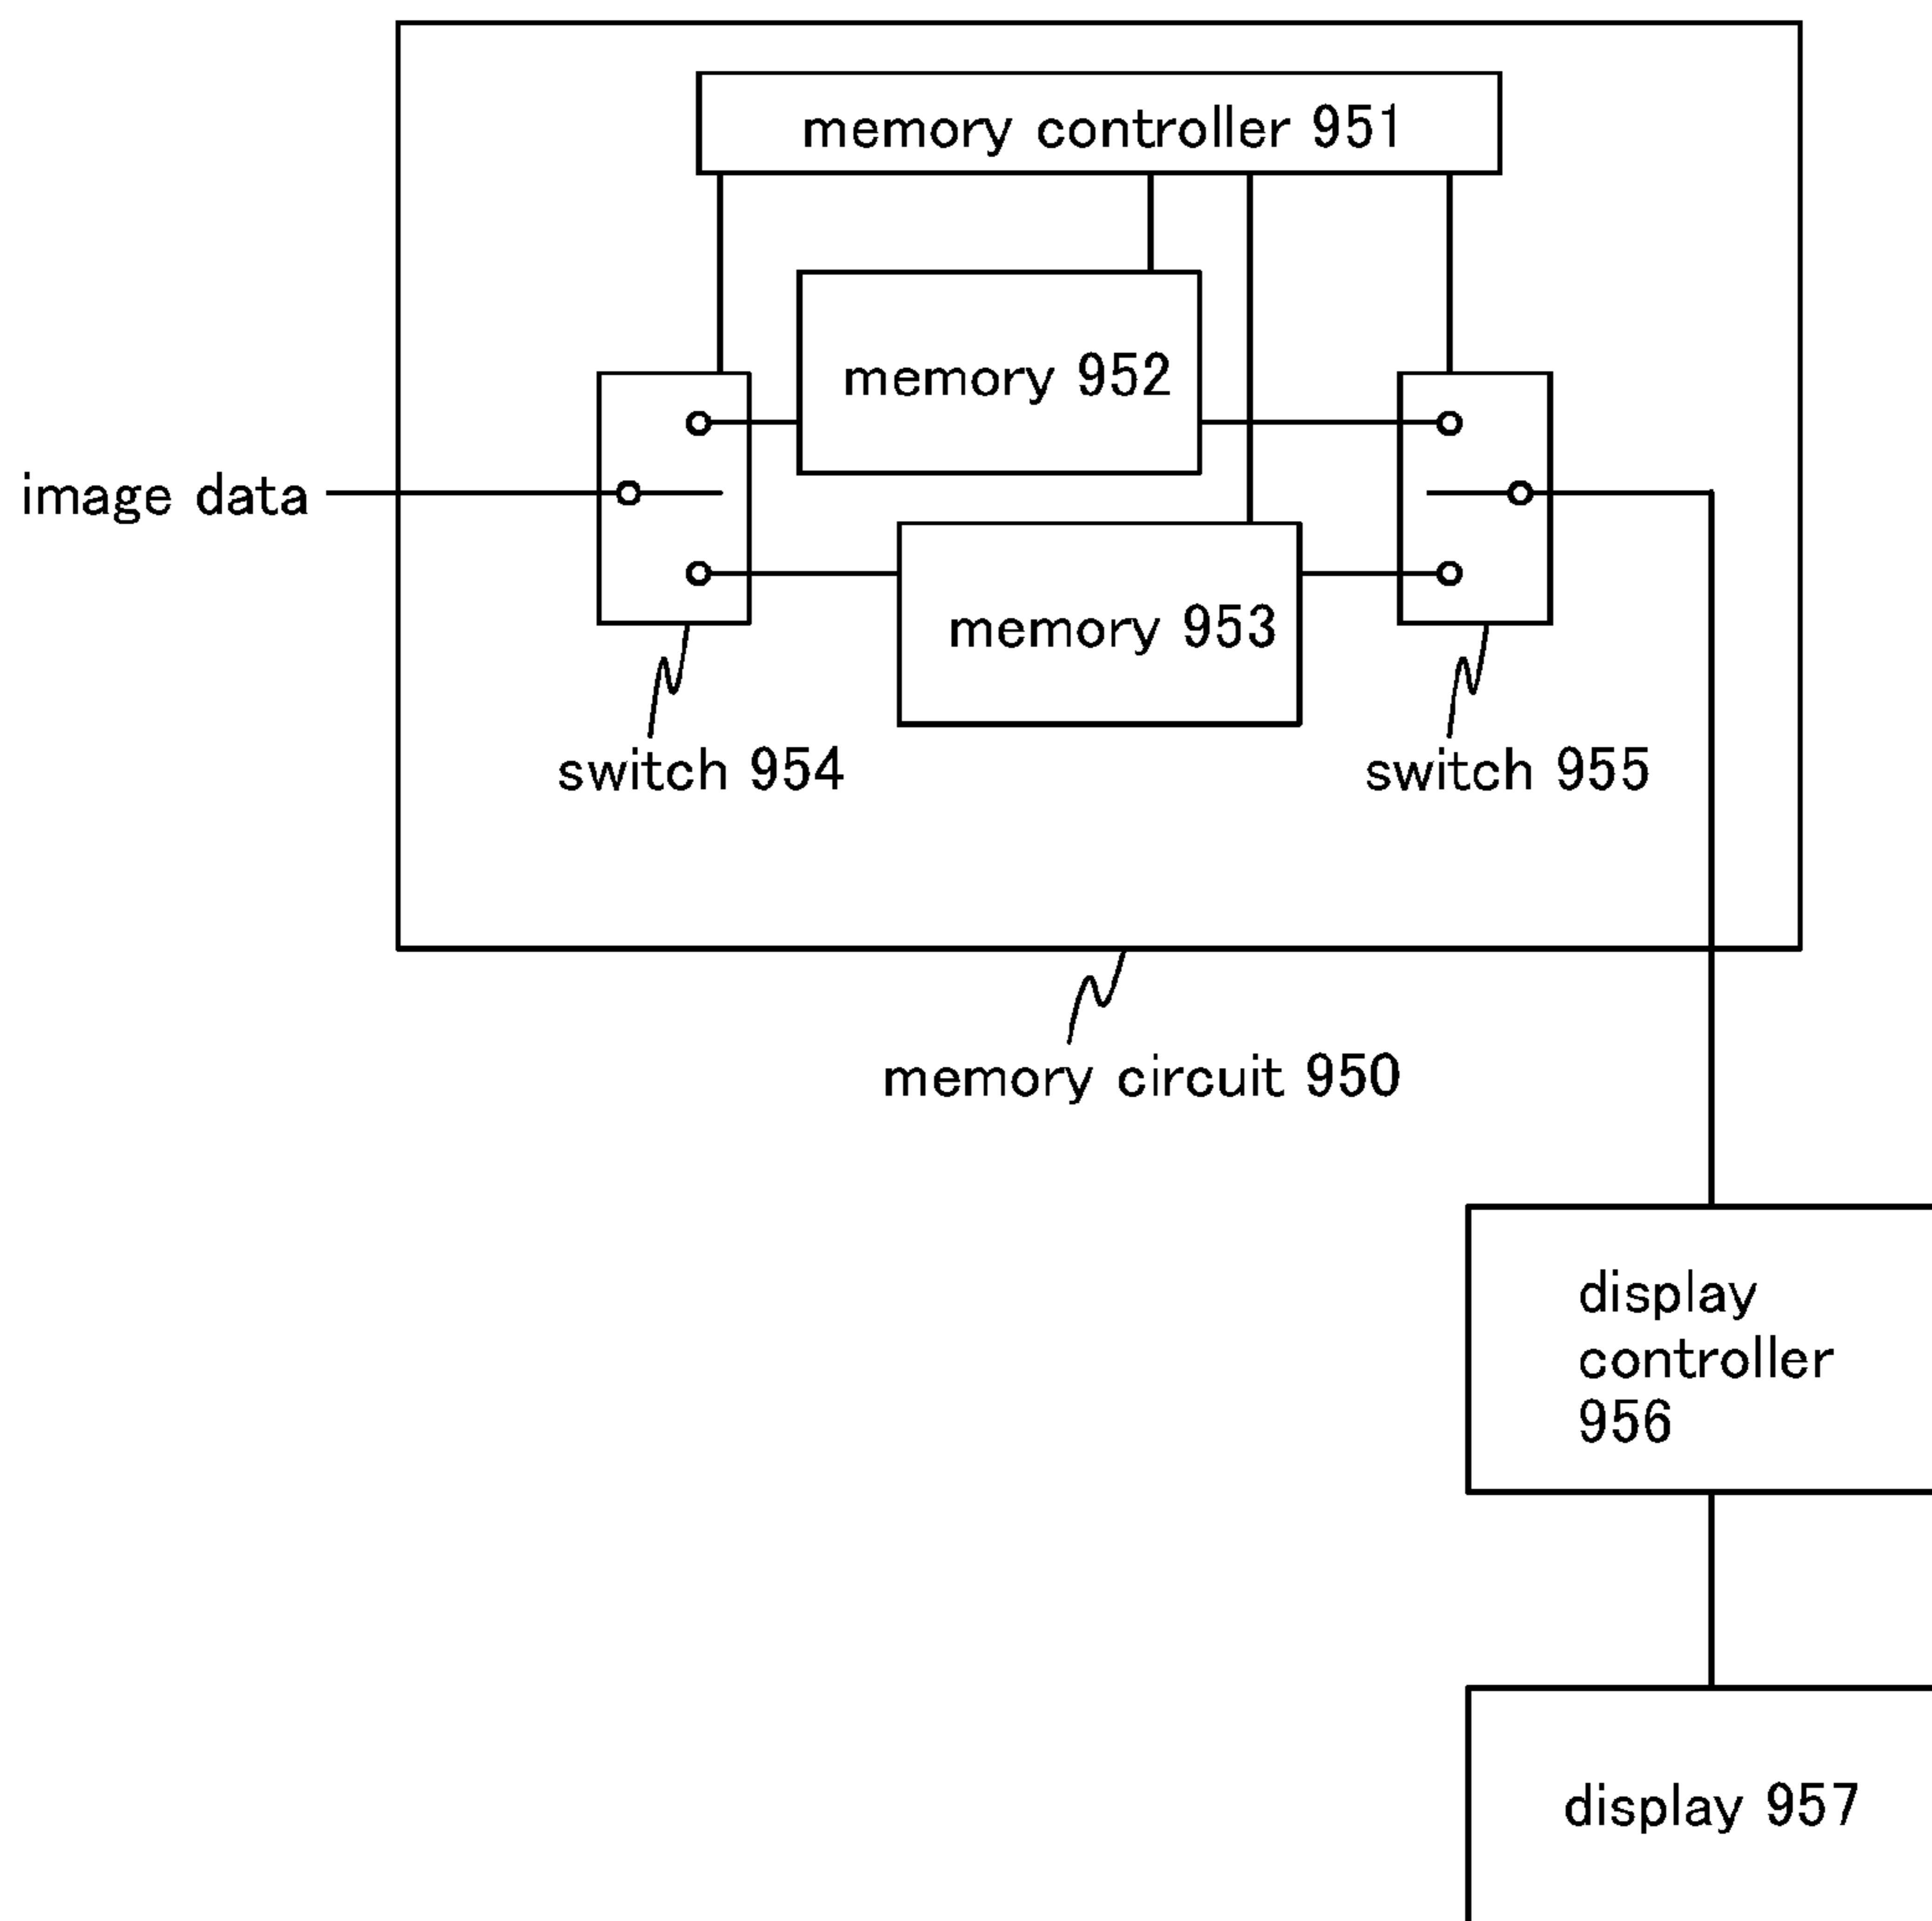 memory controller 951
memory 952
image data
memory 953
switch 954
switch 955
memory circuit 950
display
controller
956
display 957